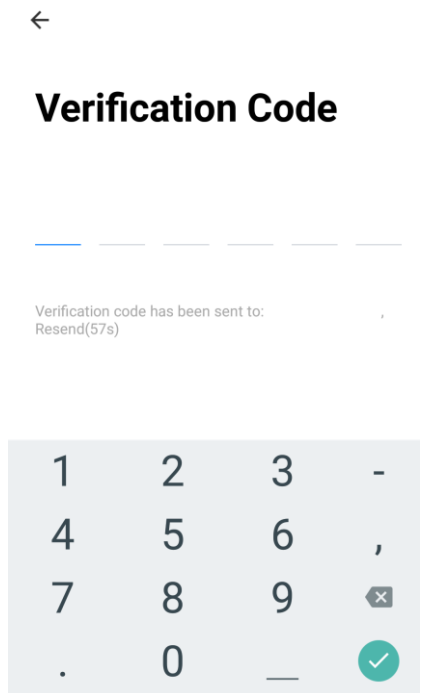 Verification Code
Verification code has been sent to: ,
Resend(57s)
1 2 3 -
4 5 6 ,
7 8 9
. 0 _